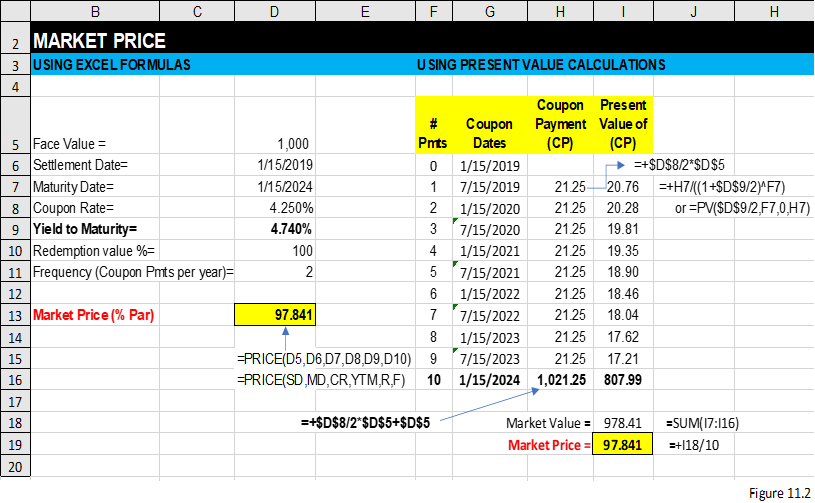 B C D E F G H I J H
2 MARKET PRICE
3 USING EXCEL FORMULAS USING PRESENT VALUE CALCULATIONS
4
Coupon Present
# Coupon Payment Value of
5 Face Value = 1,000 Pmts Dates (CP) (CP)
6 Settlement Date= 1/15/2019 0 1/15/2019 =+$D$8/2*$D$5
7 Maturity Date= 1/15/2024 1 7/15/2019 21.25 20.76 =+H7/((1+$D$9/2)^F7)
8 Coupon Rate= 4.250% 2 1/15/2020 21.25 20.28 or =PV($D$9/2,F7,0,H7)
9 Yield to Maturity= 4.740% 3 7/15/2020 21.25 19.81
10 Redemption value %= 100 4 1/15/2021 21.25 19.35
11 Frequency (Coupon Pmts per year)= 2 5 7/15/2021 21.25 18.90
12 6 1/15/2022 21.25 18.46
13 Market Price (% Par) 97.841 7 7/15/2022 21.25 18.04
14 8 1/15/2023 21.25 17.62
15 =PRICE(D5,D6,D7,D8,D9,D10) 9 7/15/2023 21.25 17.21
16 =PRICE(SD,MD,CR,YTM,R,F) 10 1/15/2024 1,021.25 807.99
17
18 =+$D$8/2*$D$5+$D$5 Market Value = 978.41 =SUM(I7:I16)
19 Market Price = 97.841 =+I18/10
20
Figure 11.2